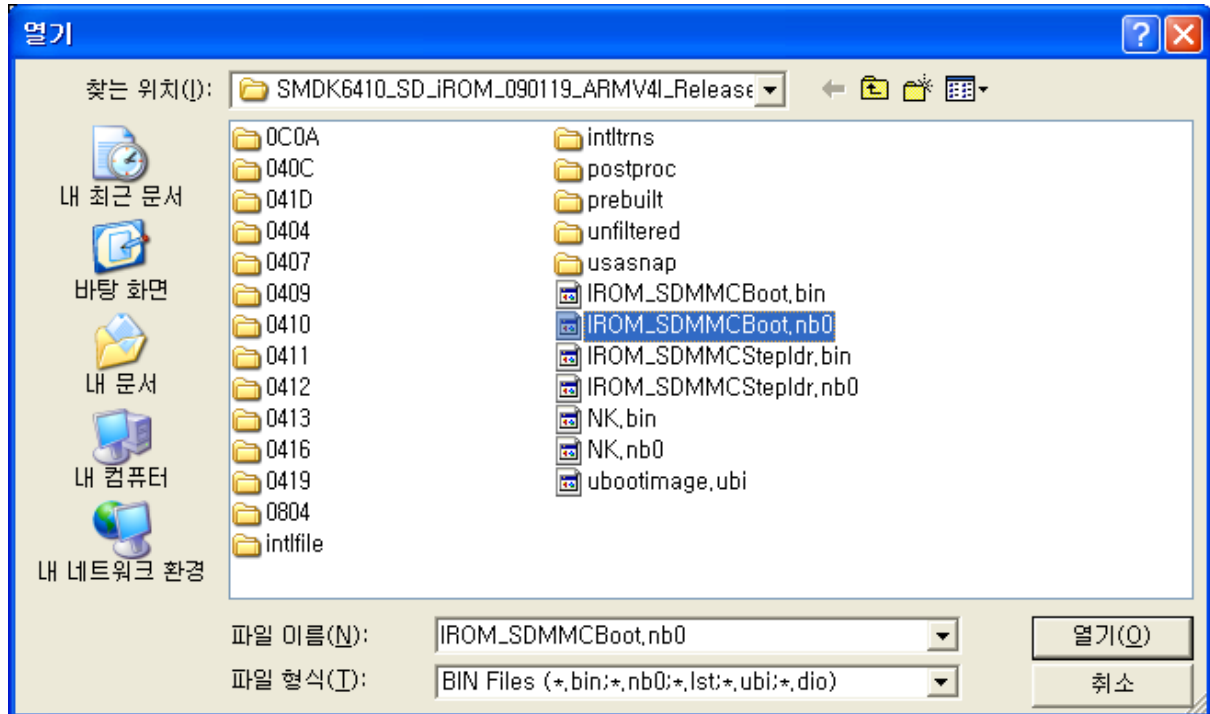 열기
찾는 위치(I):
SMDK6410_SD_iROM_090119_ARMV4I_Release
내 최근 문서
바탕 화면
내 문서
내 컴퓨터
내 네트워크 환경
0C0A
040C
041D
0404
0407
0409
0410
0411
0412
0413
0416
0419
0804
intlfile
intltrns
postproc
prebuilt
unfiltered
usasnap
IROM_SDMMCBoot.bin
IROM_SDMMCBoot.nb0
IROM_SDMMCStepldr.bin
IROM_SDMMCStepldr.nb0
NK.bin
NK.nb0
ubootimage.ubi
파일 이름(N):
IROM_SDMMCBoot.nb0
열기(O)
파일 형식(T):
BIN Files (*.bin;*.nb0;*.lst;*.ubi;*.dio)
취소